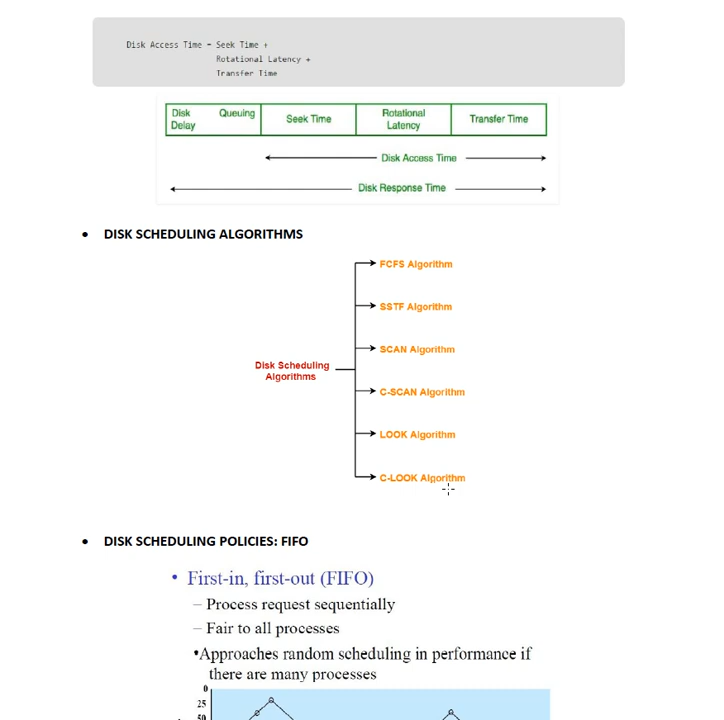 Disk Access Time = Seek Time +
Rotational Latency +
Transfer Time
Disk Queuing Delay
Seek Time
Rotational Latency
Transfer Time
Disk Access Time
Disk Response Time
• DISK SCHEDULING ALGORITHMS
FCFS Algorithm
SSTF Algorithm
SCAN Algorithm
Disk Scheduling
Algorithms
C-SCAN Algorithm
LOOK Algorithm
C-LOOK Algorithm
• DISK SCHEDULING POLICIES: FIFO
• First-in, first-out (FIFO)
– Process request sequentially
– Fair to all processes
•Approaches random scheduling in performance if
there are many processes
0
25
50